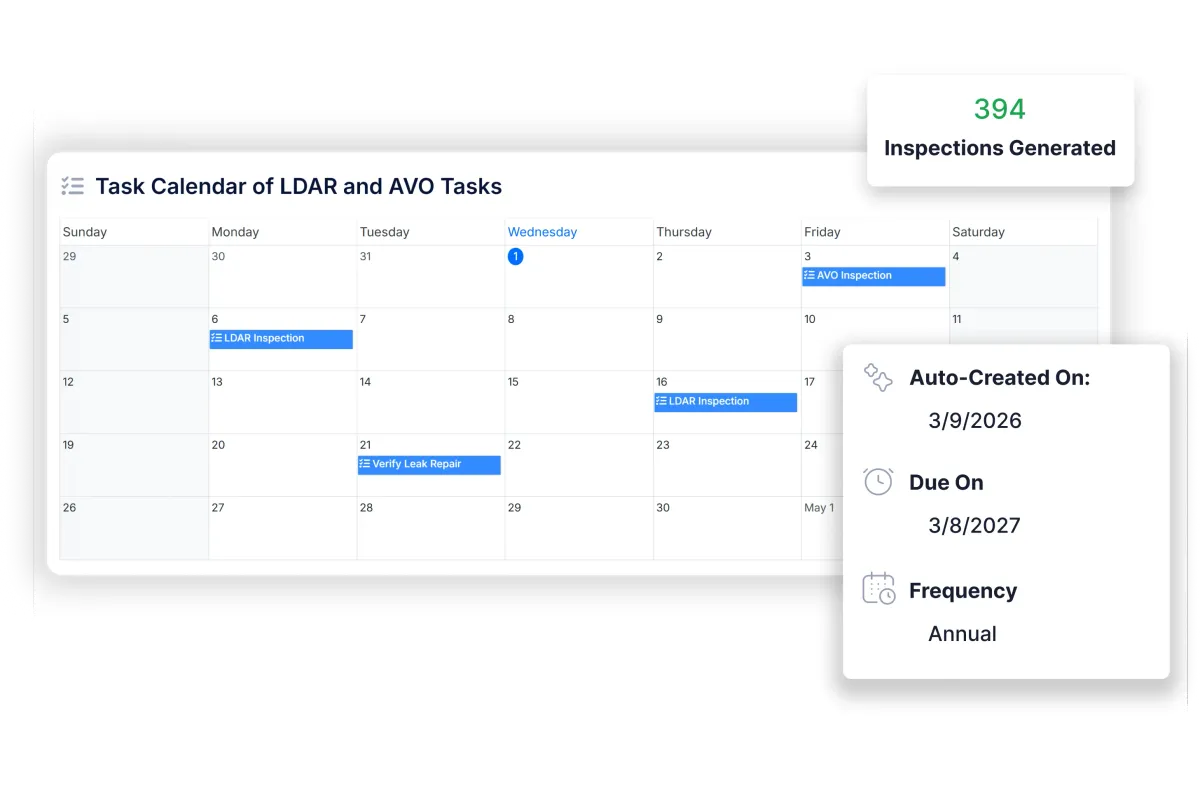 394
Inspections Generated
Task Calendar of LDAR and AVO Tasks
Sunday Monday Tuesday Wednesday Thursday Friday Saturday
29 30 31 1 2 3 4
AVO Inspection
5 6 7 8 9 10 11
LDAR Inspection
12 13 14 15 16 17
LDAR Inspection
19 20 21 22 23 24
Verify Leak Repair
26 27 28 29 30 May 1
Auto-Created On:
3/9/2026
Due On
3/8/2027
Frequency
Annual